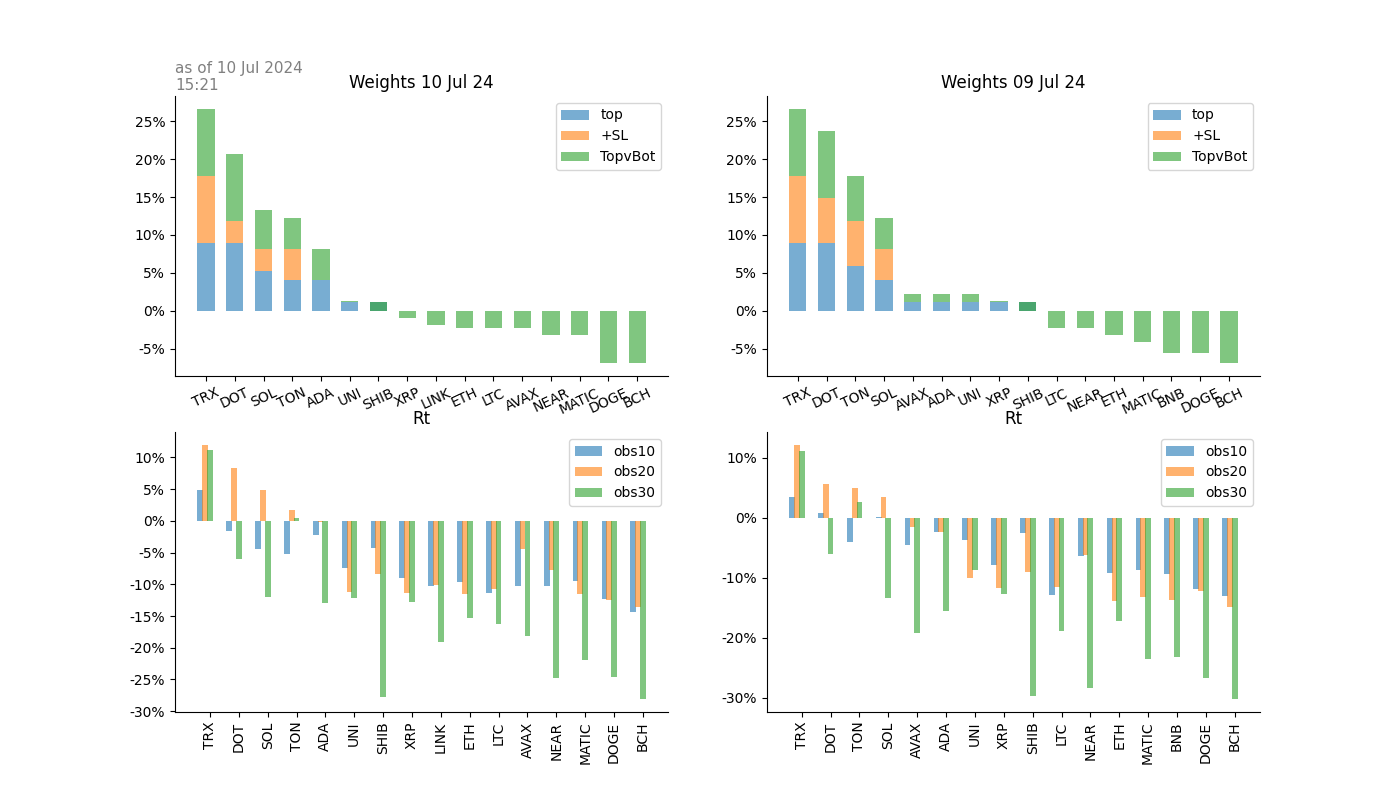 as of 10 Jul 2024
15:21
Weights 10 Jul 24
25%
20%
15%
10%
5%
0%
-5%
top
+SL
TopvBot
TRX DOT SOL TON ADA UNI SHIB XRP LINK ETH LTC AVAX NEAR MATIC DOGE BCH
Weights 09 Jul 24
25%
20%
15%
10%
5%
0%
-5%
top
+SL
TopvBot
TRX DOT TON SOL AVAX ADA UNI XRP SHIB LTC NEAR ETH MATIC BNB DOGE BCH
Rt
10%
5%
0%
-5%
-10%
-15%
-20%
-25%
-30%
obs10
obs20
obs30
TRX DOT SOL TON ADA UNI SHIB XRP LINK ETH LTC AVAX NEAR MATIC DOGE BCH
Rt
10%
0%
-10%
-20%
-30%
obs10
obs20
obs30
TRX DOT TON SOL AVAX ADA UNI XRP SHIB LTC NEAR ETH MATIC BNB DOGE BCH